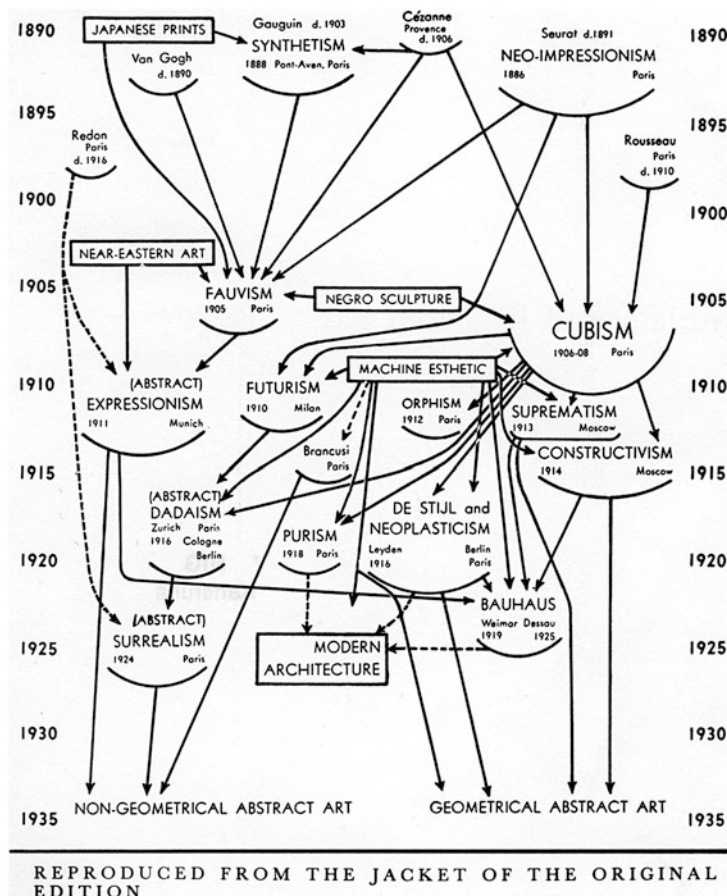 1890
JAPANESE PRINTS
Gauguin d. 1903
SYNTHETISM
1888 Pont-Aven, Paris
Cézanne
Provence
d. 1906
Seurat d.1891
NEO-IMPRESSIONISM
1886 Paris
1890
Van Gogh
d. 1890
1895
1895
Redon
Paris
d. 1916
Rousseau
Paris
d. 1910
1900
1900
NEAR-EASTERN ART
1905
FAUVISM
1905 Paris
NEGRO SCULPTURE
1905
CUBISM
1906-08 Paris
MACHINE ESTHETIC
1910
(ABSTRACT)
EXPRESSIONISM
1911 Munich
FUTURISM
1910 Milan
ORPHISM
1912 Paris
SUPREMATISM
1913 Moscow
1910
Brancusi
Paris
CONSTRUCTIVISM
1914 Moscow
1915
1915
(ABSTRACT)
DADAISM
Zurich Paris
1916 Cologne
Berlin
PURISM
1918 Paris
DE STIJL and
NEOPLASTICISM
Leyden Berlin
1916 Paris
1920
1920
BAUHAUS
Weimar Dessau
1919 1925
(ABSTRACT)
SURREALISM
1924 Paris
MODERN
ARCHITECTURE
1925
1925
1930
1930
NON-GEOMETRICAL ABSTRACT ART
GEOMETRICAL ABSTRACT ART
1935
1935
REPRODUCED FROM THE JACKET OF THE ORIGINAL
EDITION